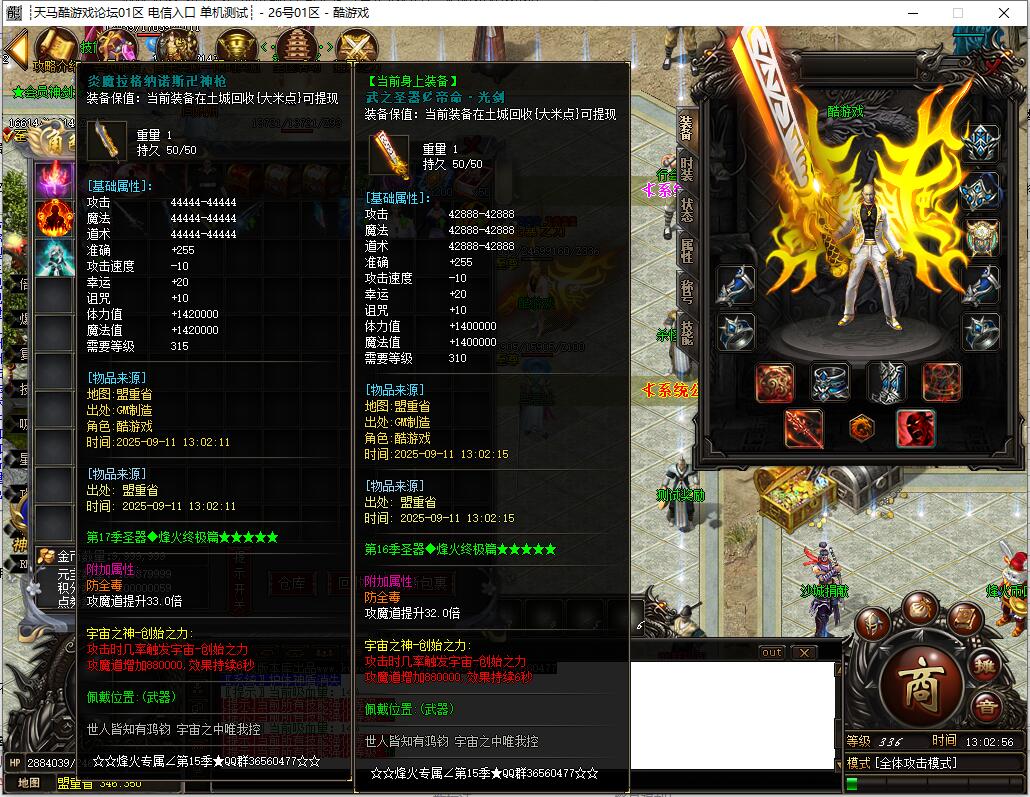 天马酷游戏论坛01区 电信入口 单机测试┊ - 26号01区 - 酷游戏
攻略介绍
★会员神剑
炎魔拉格纳诺斯卍神枪
装备保值: 当前装备在土城回收{大米点}可提现
重量 1
持久 50/50
[基础属性]:
攻击 44444-44444
魔法 44444-44444
道术 44444-44444
准确 +255
攻击速度 -10
幸运 +20
诅咒 +10
体力值 +1420000
魔法值 +1420000
需要等级 315
[物品来源]
地图:盟重省
出处:GM制造
角色:酷游戏
时间:2025-09-11 13:02:11
[物品来源]
出处: 盟重省
时间: 2025-09-11 13:02:11
第17季圣器◆烽火终极篇★★★★★
附加属性
防全毒
攻魔道提升33.0倍
宇宙之神-创始之力:
攻击时几率触发宇宙-创始之力
攻魔道增加880000,效果持续6秒
佩戴位置:(武器)
世人皆知有鸿钧 宇宙之中唯我控
☆☆烽火专属∠第15季★QQ群36560477☆☆
【当前身上装备】
武之圣器〆帝命·光剑
装备保值: 当前装备在土城回收{大米点}可提现
重量 1
持久 50/50
[基础属性]:
攻击 42888-42888
魔法 42888-42888
道术 42888-42888
准确 +255
攻击速度 -10
幸运 +20
诅咒 +10
体力值 +1400000
魔法值 +1400000
需要等级 310
[物品来源]
地图:盟重省
出处:GM制造
角色:酷游戏
时间:2025-09-11 13:02:15
[物品来源]
出处: 盟重省
时间: 2025-09-11 13:02:15
第16季圣器◆烽火终极篇★★★★★
附加属性
防全毒
攻魔道提升32.0倍
宇宙之神-创始之力:
攻击时几率触发宇宙-创始之力
攻魔道增加860000,效果持续6秒
佩戴位置:(武器)
世人皆知有鸿钧 宇宙之中唯我控
☆☆烽火专属∠第15季★QQ群36560477☆☆
酷游戏
装备
时装
状态
属性
称号
技能
测试奖励
沙城捐献
out
商
等级 336 时间 13:02:56
模式[全体攻击模式]
HP 2884039/
地图 盟重省 346:350